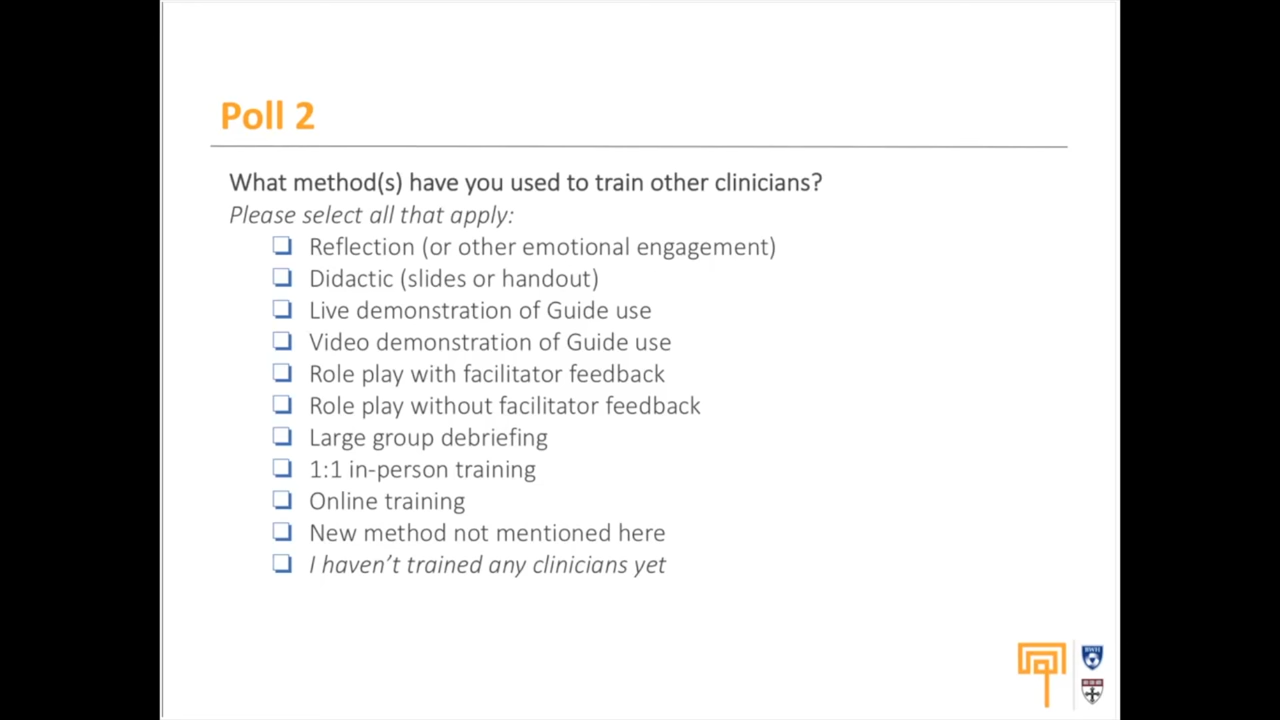 Poll 2
What method(s) have you used to train other clinicians?
Please select all that apply:
Reflection (or other emotional engagement)
Didactic (slides or handout)
Live demonstration of Guide use
Video demonstration of Guide use
Role play with facilitator feedback
Role play without facilitator feedback
Large group debriefing
1:1 in-person training
Online training
New method not mentioned here
I haven't trained any clinicians yet